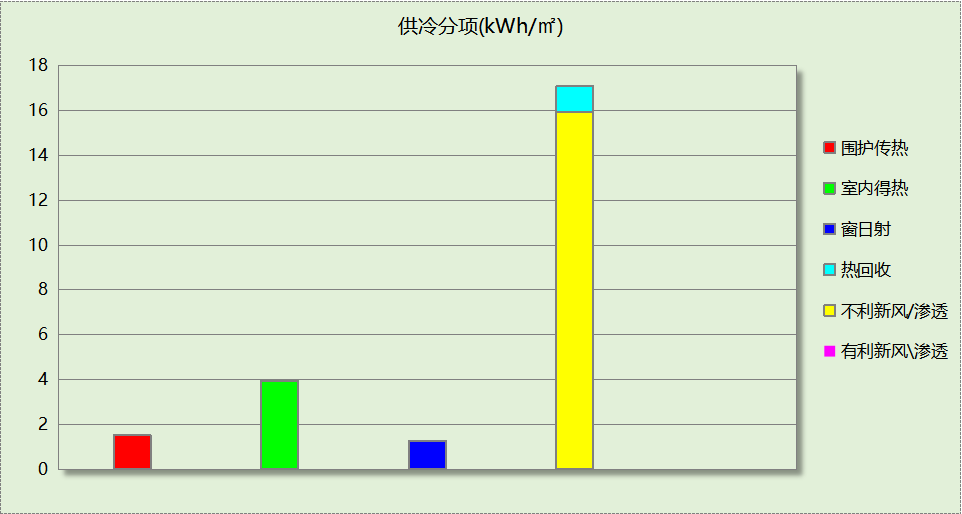 供冷分项(kWh/㎡)
18
16
14
12
10
8
6
4
2
0
围护传热
室内得热
窗日射
热回收
不利新风/渗透
有利新风\渗透